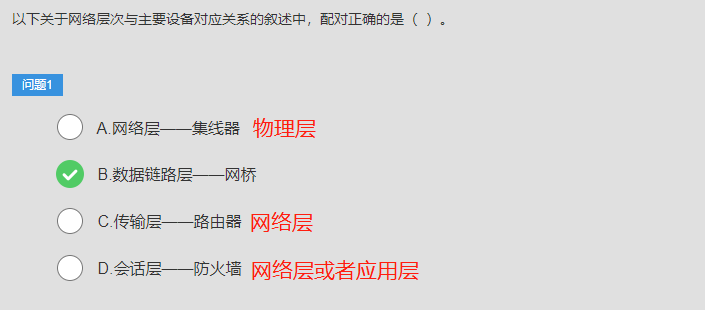 以下关于网络层次与主要设备对应关系的叙述中，配对正确的是（ ）。
问题1
A.网络层——集线器 物理层
B.数据链路层——网桥
C.传输层——路由器 网络层
D.会话层——防火墙 网络层或者应用层